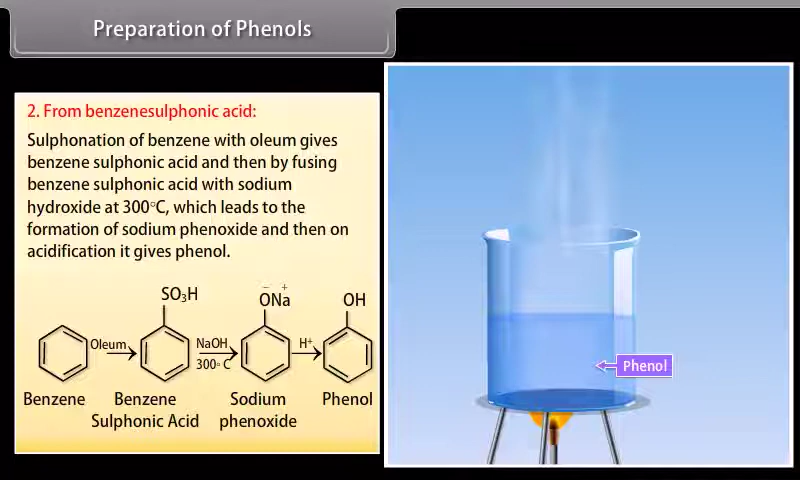 Preparation of Phenols
2. From benzenesulphonic acid:
Sulphonation of benzene with oleum gives
benzene sulphonic acid and then by fusing
benzene sulphonic acid with sodium
hydroxide at 300°C, which leads to the
formation of sodium phenoxide and then on
acidification it gives phenol.
SO₃H
⁻ ⁺
ONa
OH
Oleum
NaOH
300° C
H⁺
Benzene
Benzene
Sulphonic Acid
Sodium
phenoxide
Phenol
Phenol